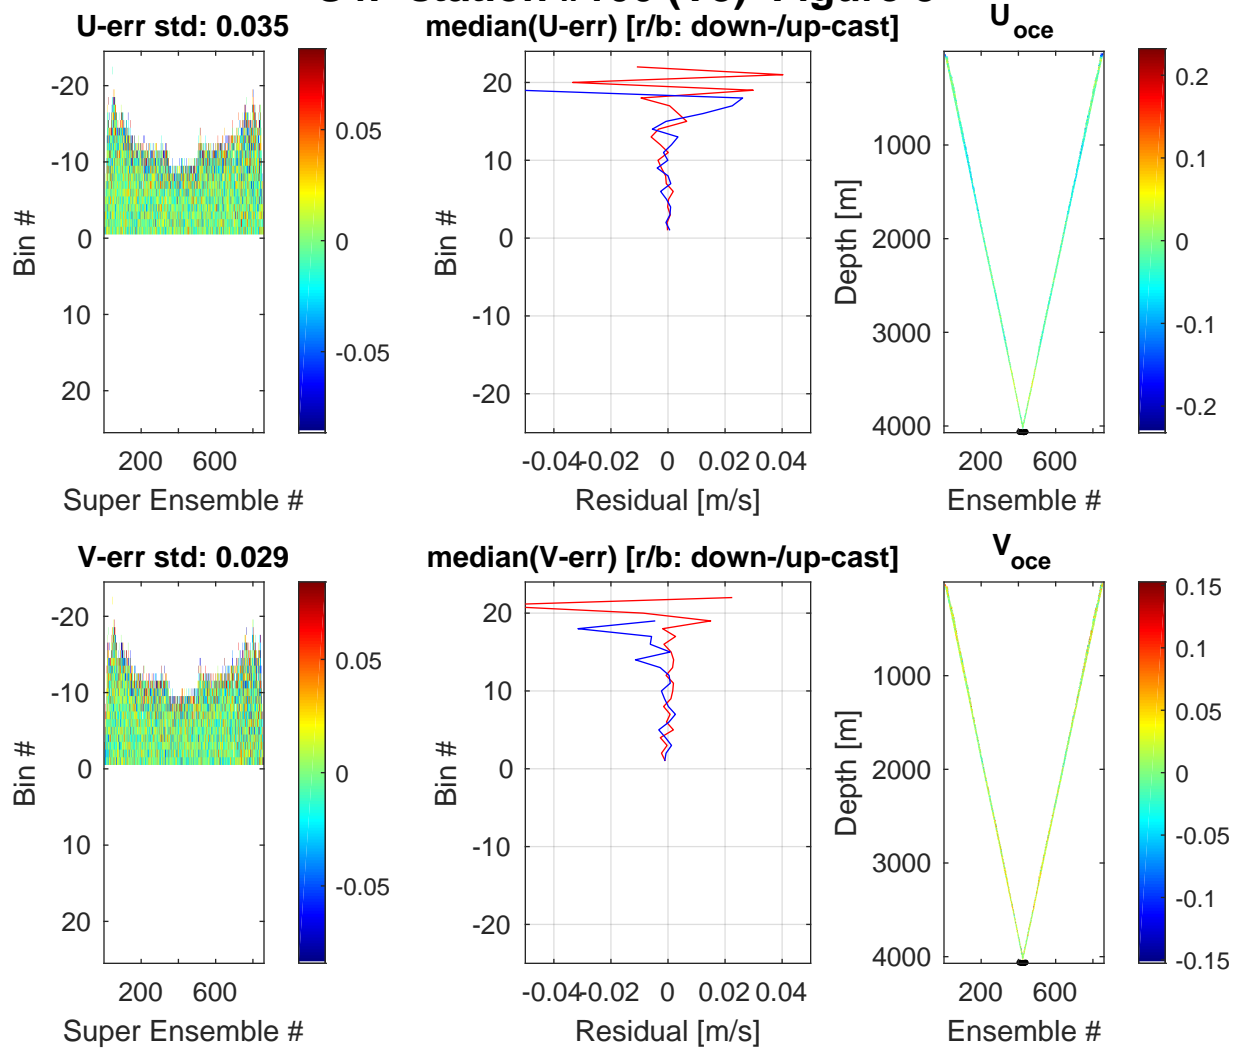 U-err std: 0.035
-20
-10
0
10
20
Bin #
200 600
Super Ensemble #
0.05
0
-0.05
median(U-err) [r/b: down-/up-cast]
20
10
0
-10
-20
Bin #
-0.04 -0.02 0 0.02 0.04
Residual [m/s]
U_oce
1000
2000
3000
4000
Depth [m]
200 600
Ensemble #
0.2
0.1
0
-0.1
-0.2
V-err std: 0.029
-20
-10
0
10
20
Bin #
200 600
Super Ensemble #
0.05
0
-0.05
median(V-err) [r/b: down-/up-cast]
20
10
0
-10
-20
Bin #
-0.04 -0.02 0 0.02 0.04
Residual [m/s]
V_oce
1000
2000
3000
4000
Depth [m]
200 600
Ensemble #
0.15
0.1
0.05
0
-0.05
-0.1
-0.15